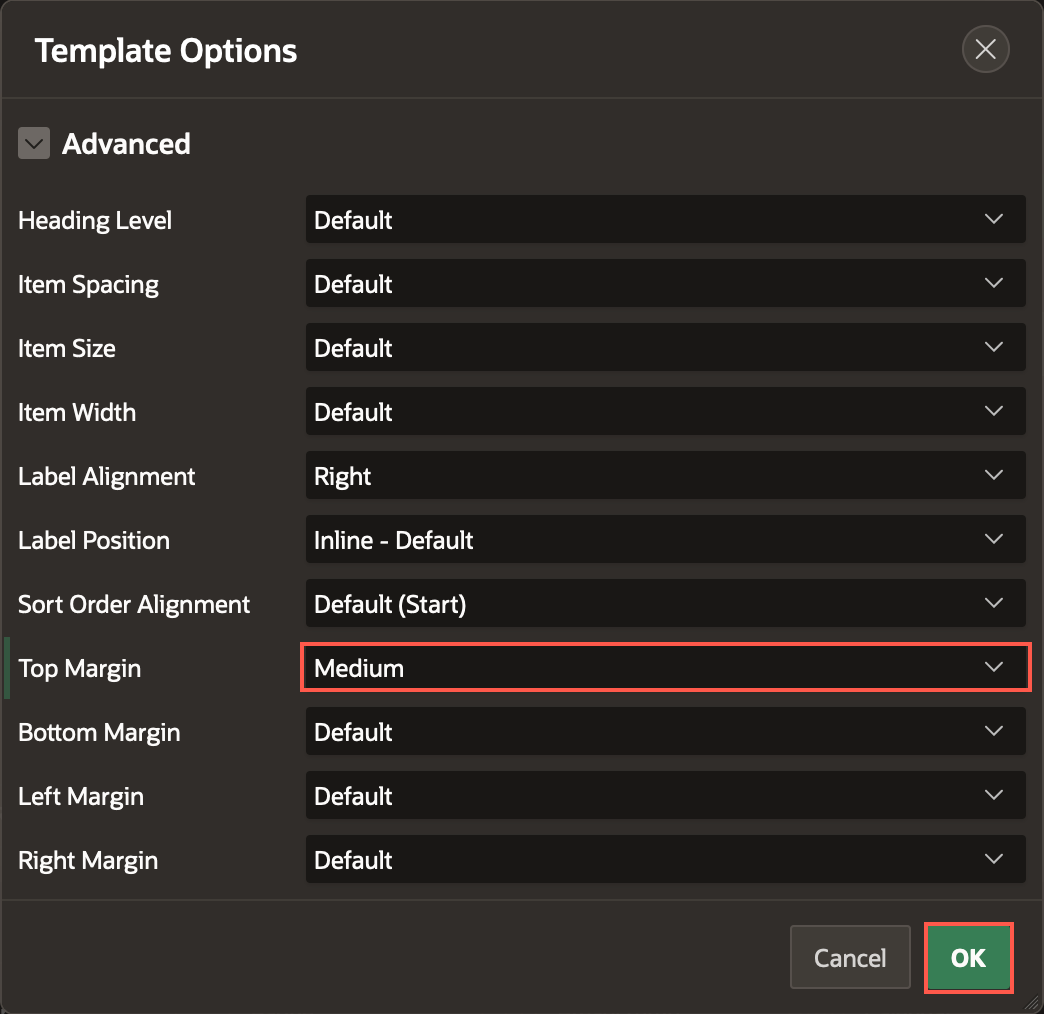 Template Options
Advanced
Heading Level Default
Item Spacing Default
Item Size Default
Item Width Default
Label Alignment Right
Label Position Inline - Default
Sort Order Alignment Default (Start)
Top Margin Medium
Bottom Margin Default
Left Margin Default
Right Margin Default
Cancel OK